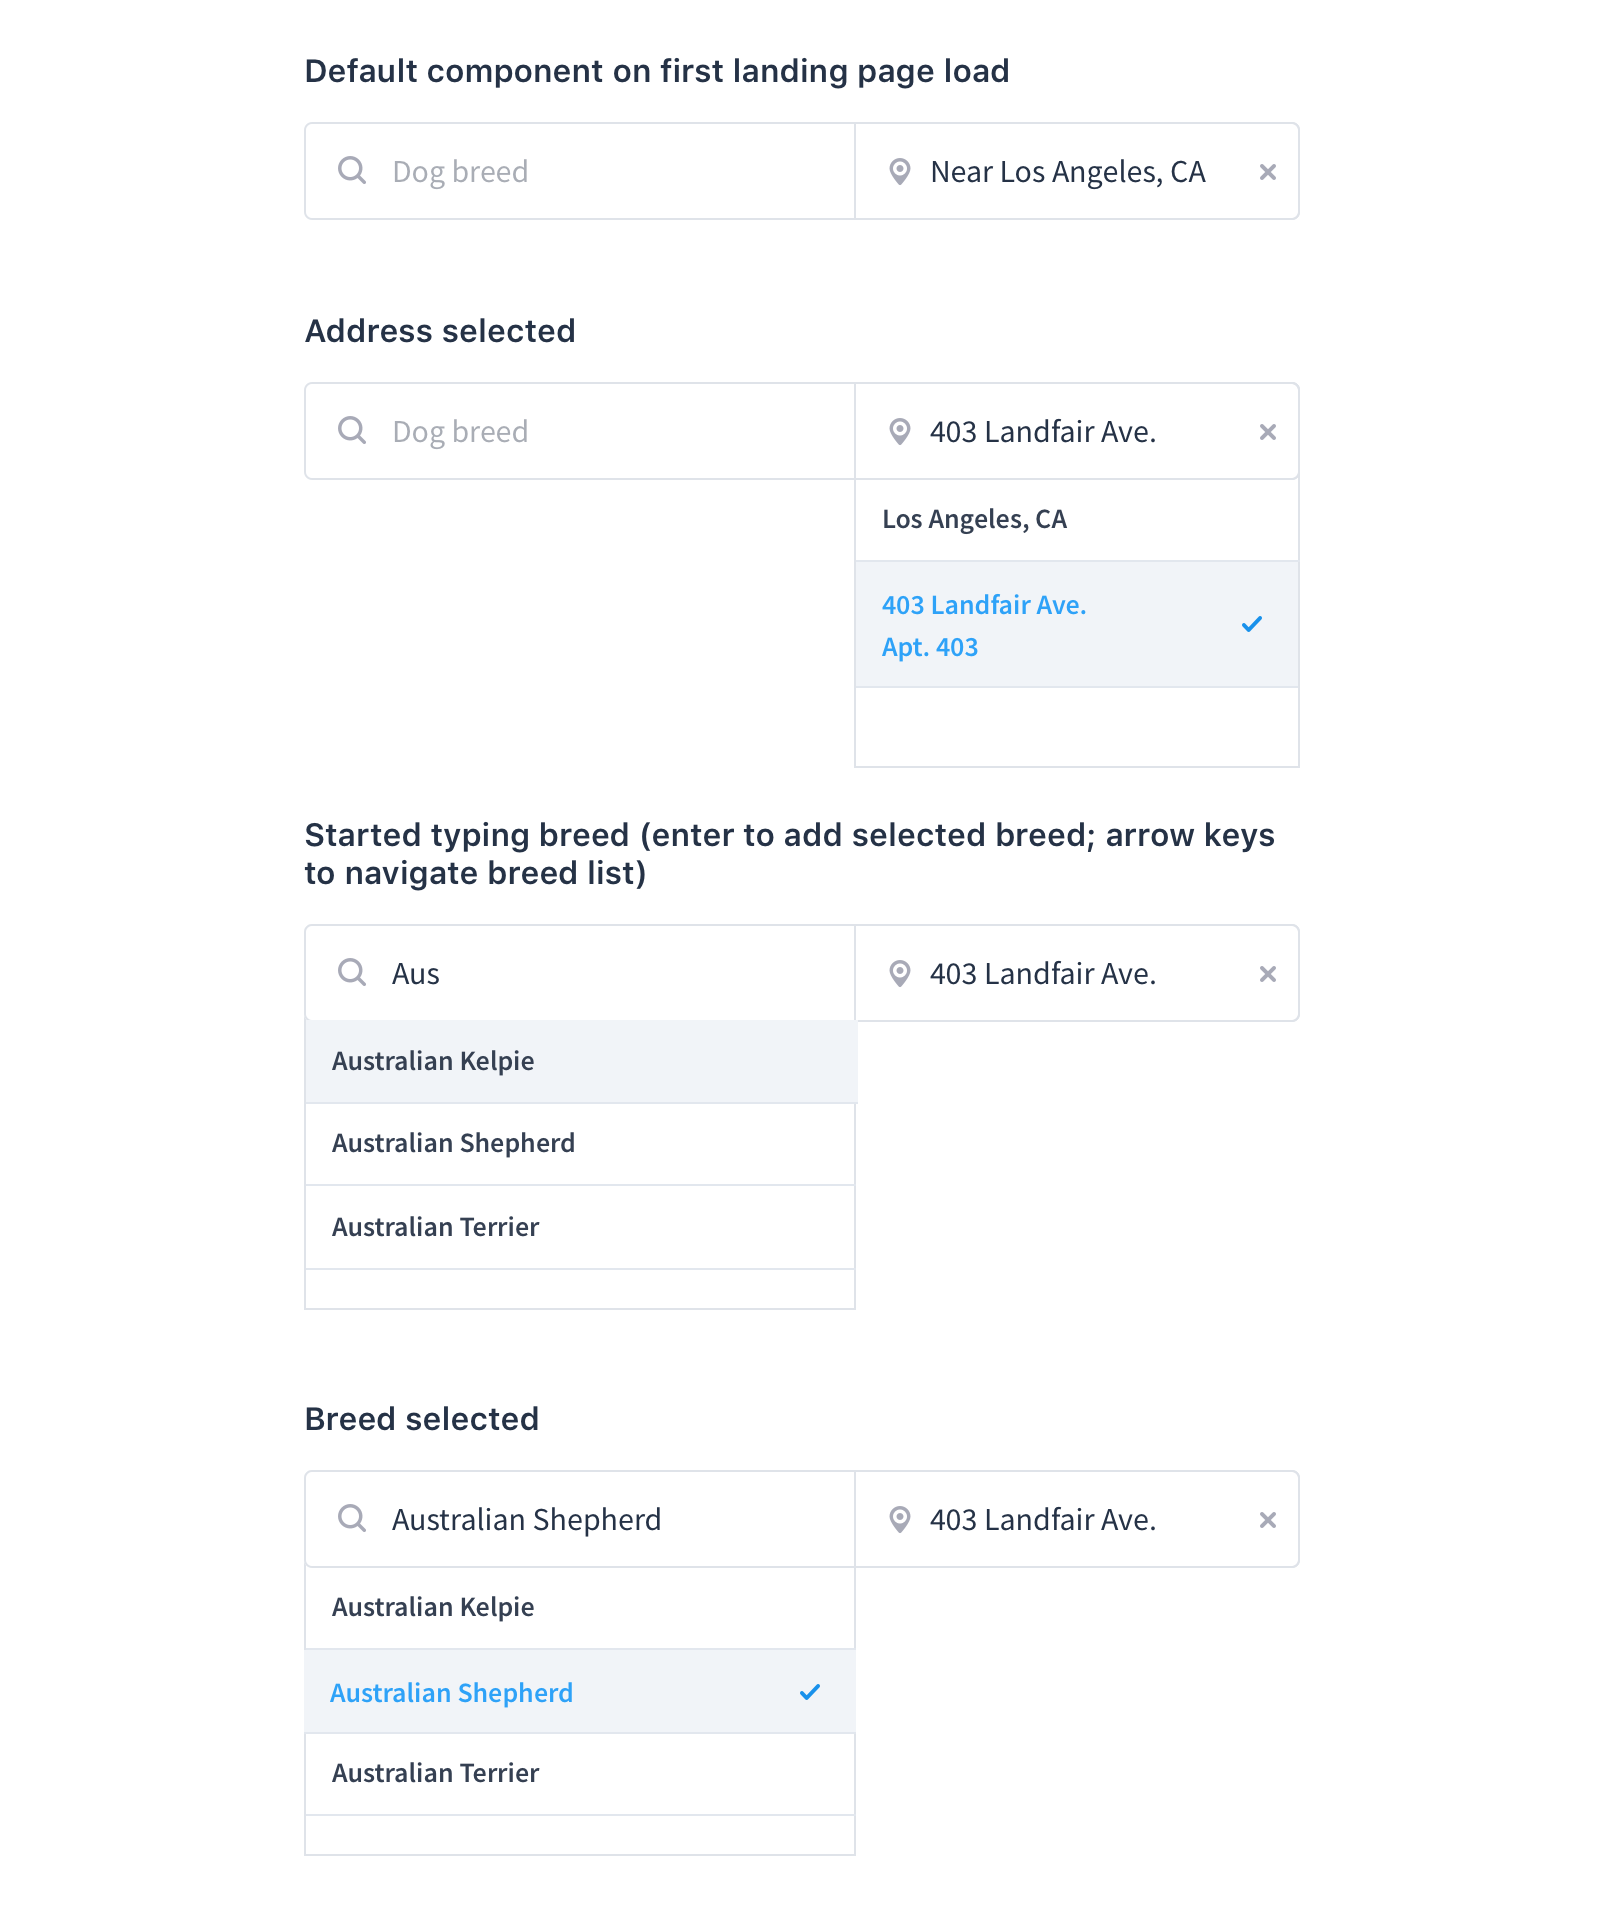 Default component on first landing page load
Dog breed
Near Los Angeles, CA
Address selected
Dog breed
403 Landfair Ave.
Los Angeles, CA
403 Landfair Ave.
Apt. 403
Started typing breed (enter to add selected breed; arrow keys
to navigate breed list)
Aus
403 Landfair Ave.
Australian Kelpie
Australian Shepherd
Australian Terrier
Breed selected
Australian Shepherd
403 Landfair Ave.
Australian Kelpie
Australian Shepherd
Australian Terrier